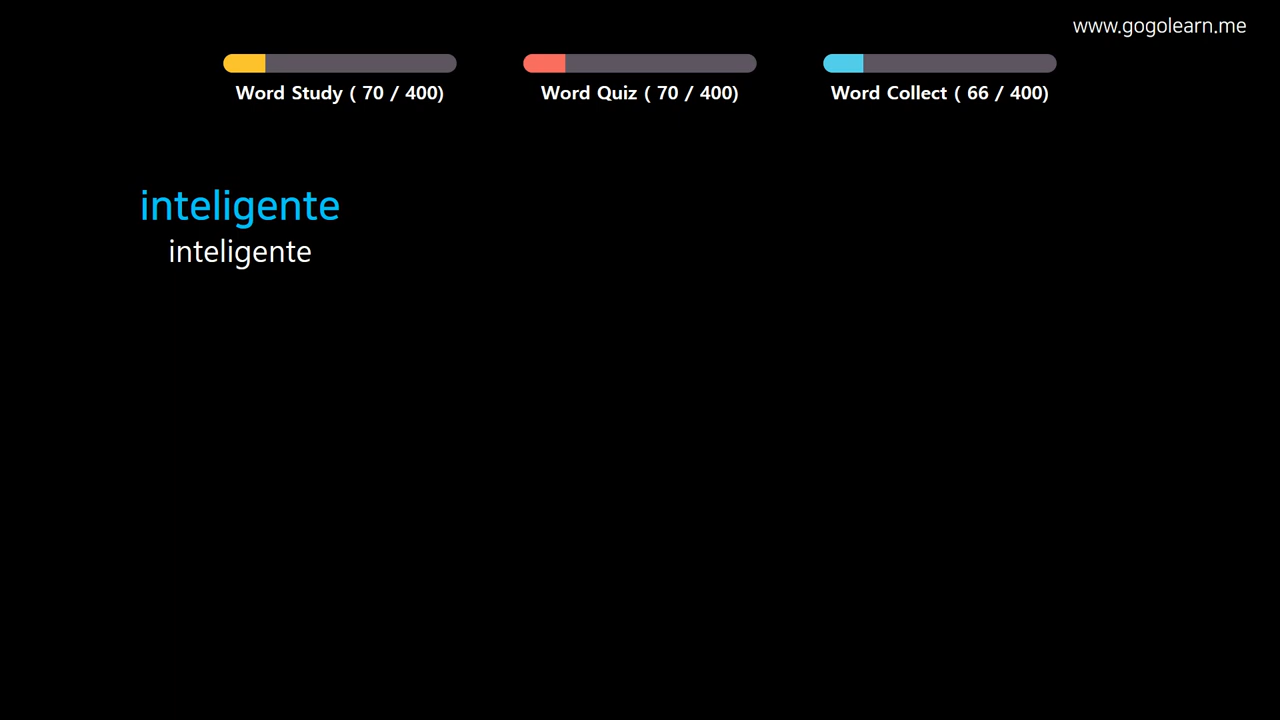 www.gogolearn.me
Word Study ( 70 / 400)
Word Quiz ( 70 / 400)
Word Collect ( 66 / 400)
inteligente
inteligente